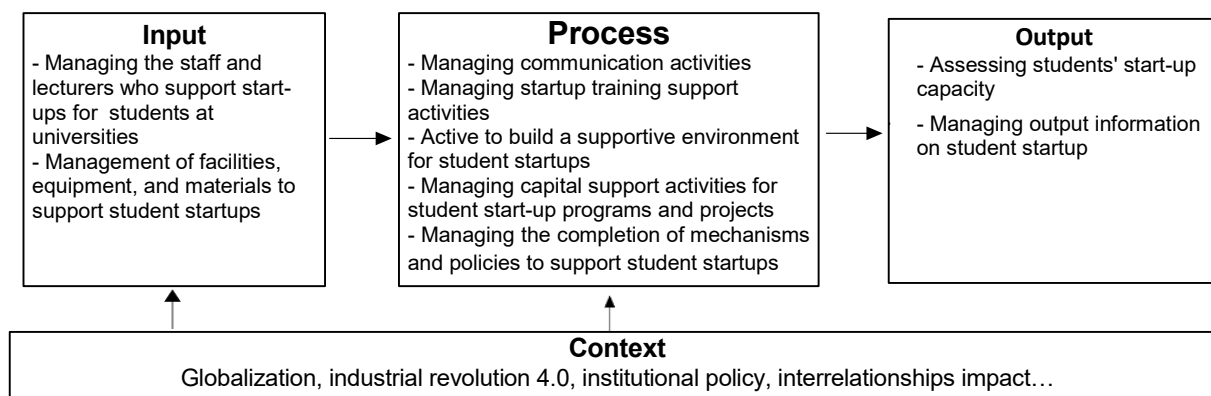 Input
- Managing the staff and
lecturers who support start-
ups for students at
universities
- Management of facilities,
equipment, and materials to
support student startups
Process
- Managing communication activities
- Managing startup training support
activities
- Active to build a supportive environment
for student startups
- Managing capital support activities for
student start-up programs and projects
- Managing the completion of mechanisms
and policies to support student startups
Output
- Assessing students' start-up
capacity
- Managing output information
on student startup
Context
Globalization, industrial revolution 4.0, institutional policy, interrelationships impact…